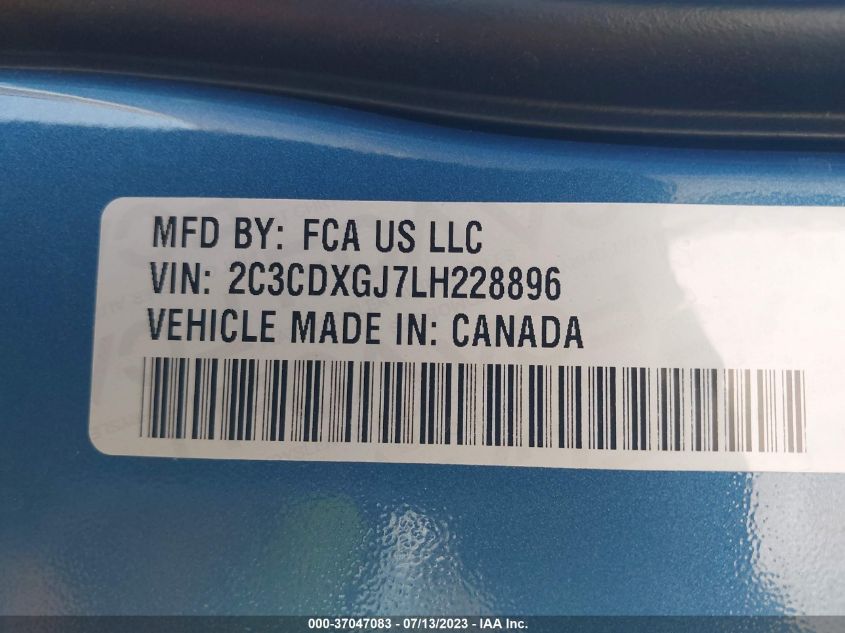 MFD BY: FCA US LLC
VIN: 2C3CDXGJ7LH228896
VEHICLE MADE IN: CANADA
000-37047083 - 07/13/2023 - IAA Inc.